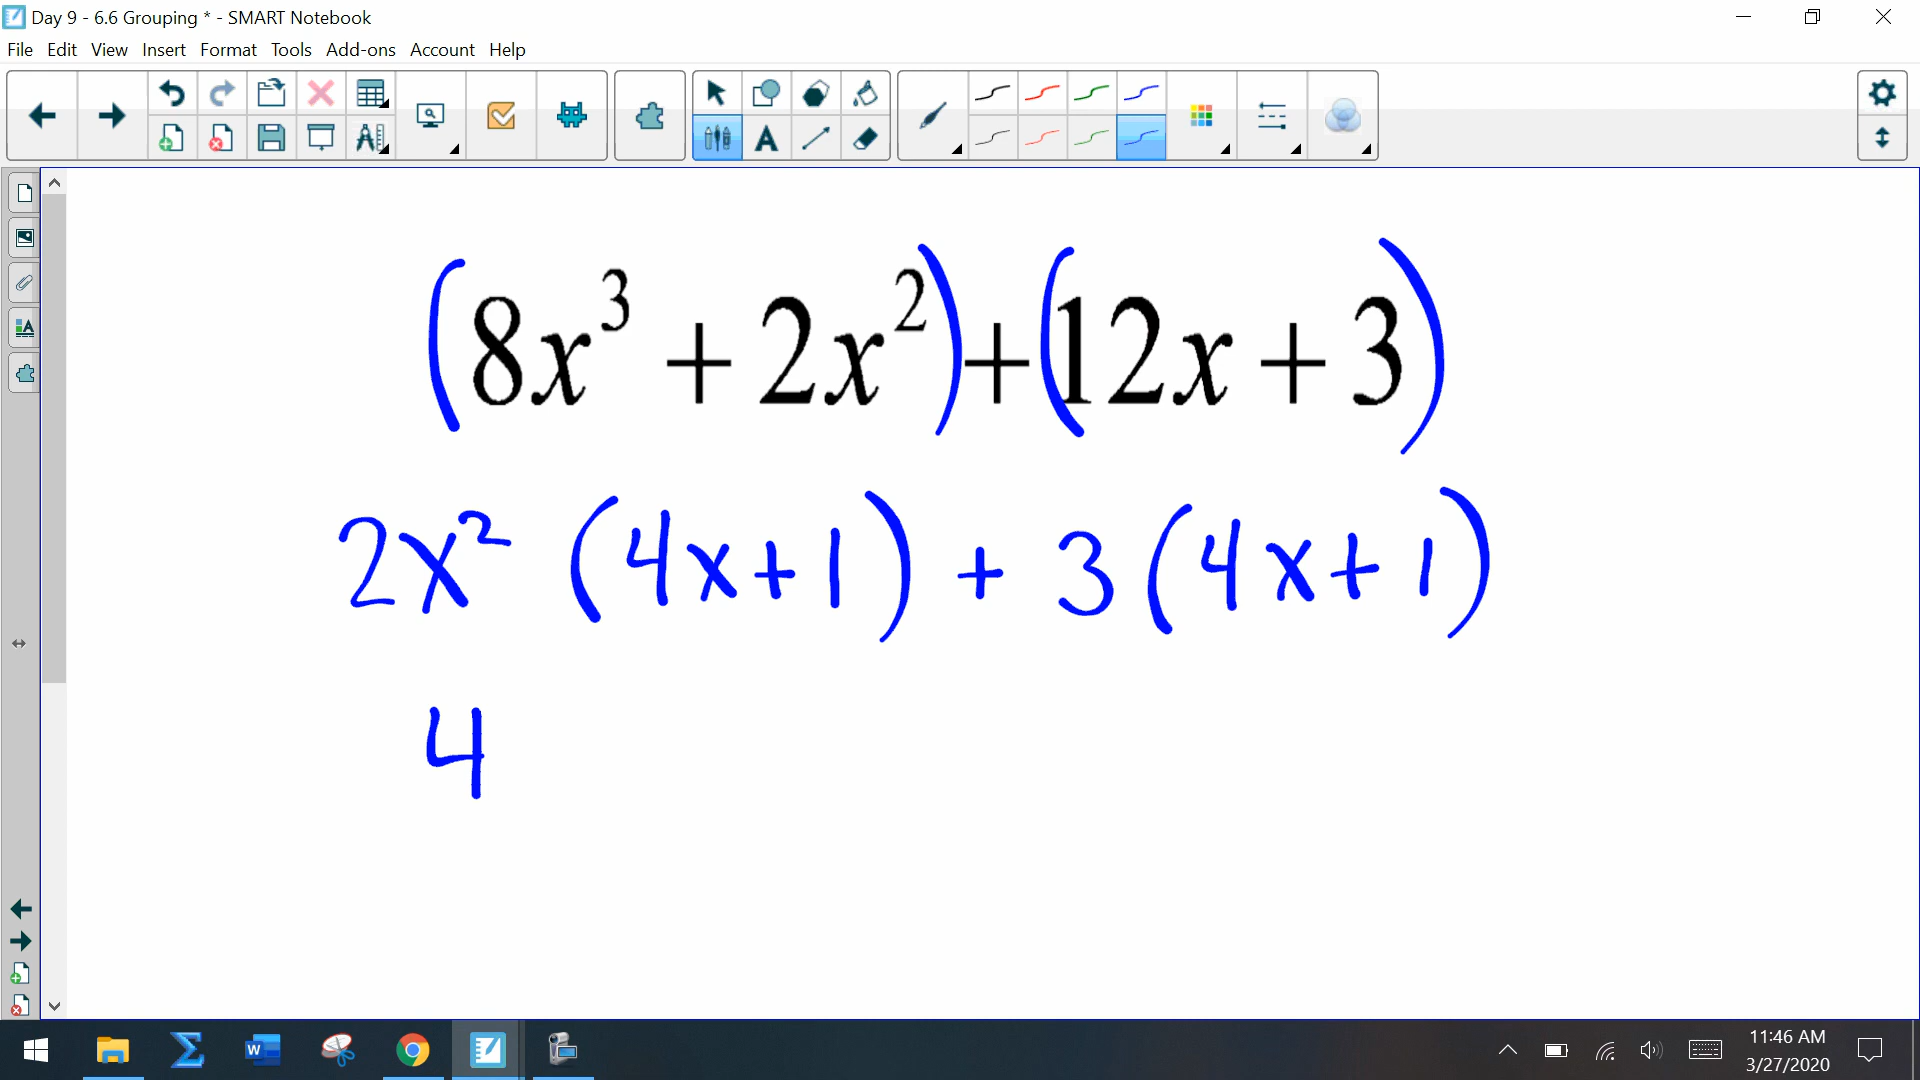 Day 9 - 6.6 Grouping * - SMART Notebook
File Edit View Insert Format Tools Add-ons Account Help
(8x³ + 2x²)+(12x + 3)
2x² (4x+1) + 3(4x+1)
4
11:46 AM
3/27/2020